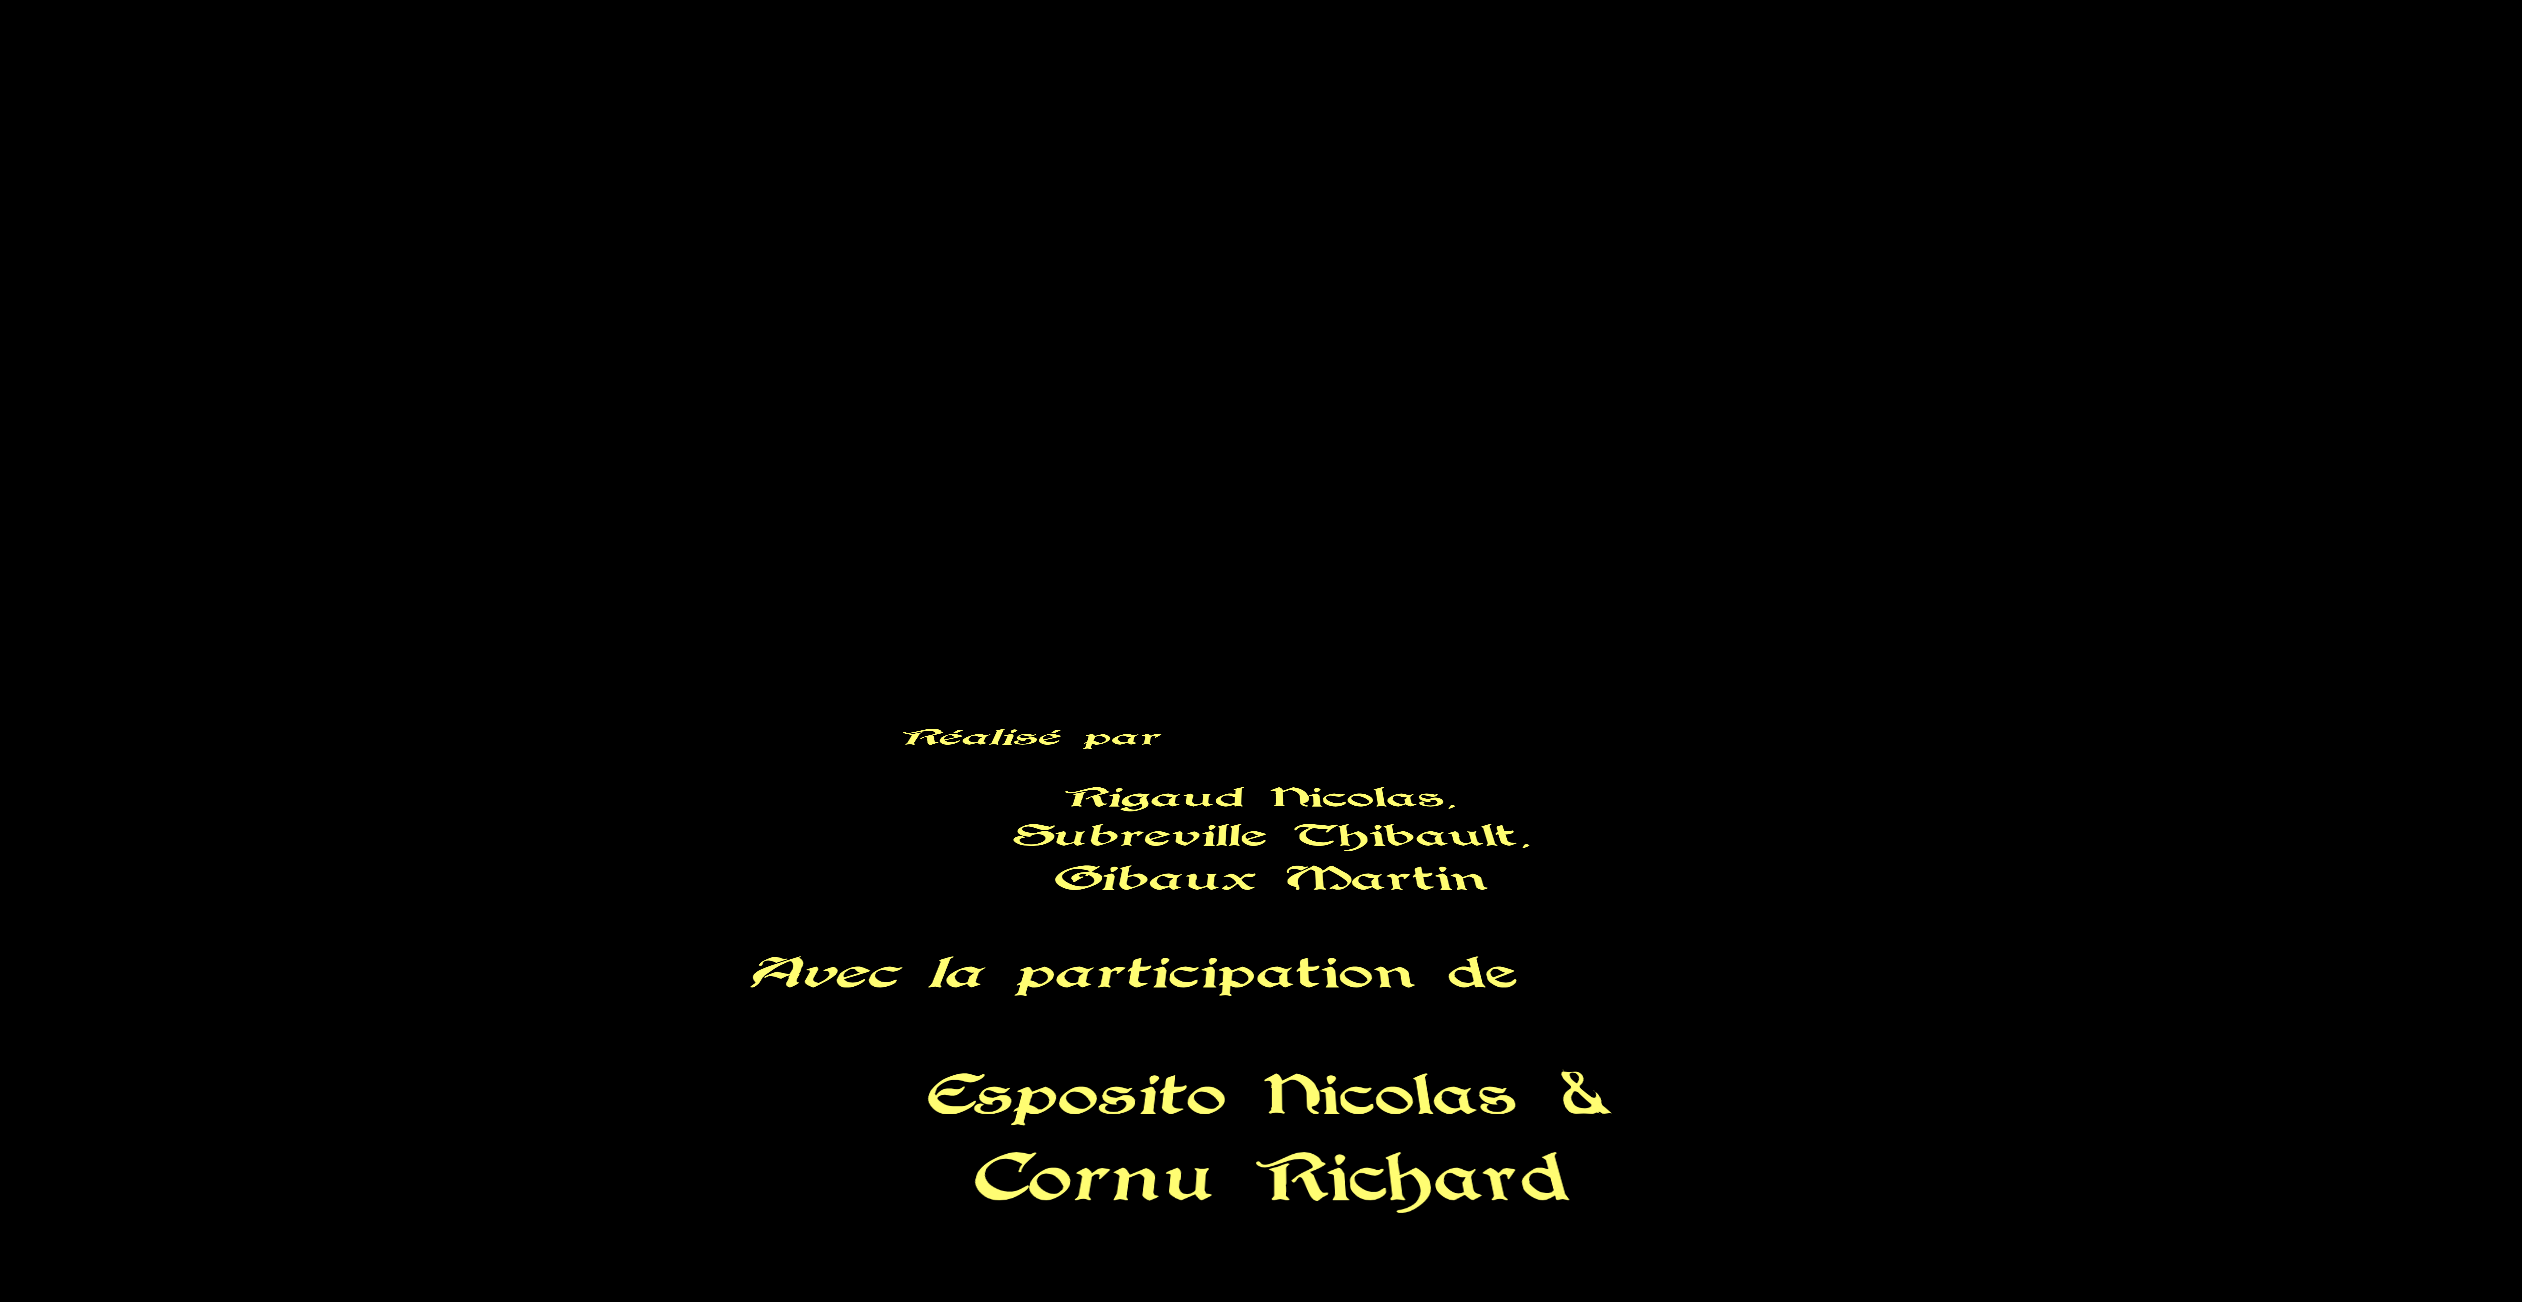 Réalisé par
Rigaud Nicolas,
Subreville Thibault,
Gibaux Martin
Avec la participation de
Esposito Nicolas &
Cornu Richard